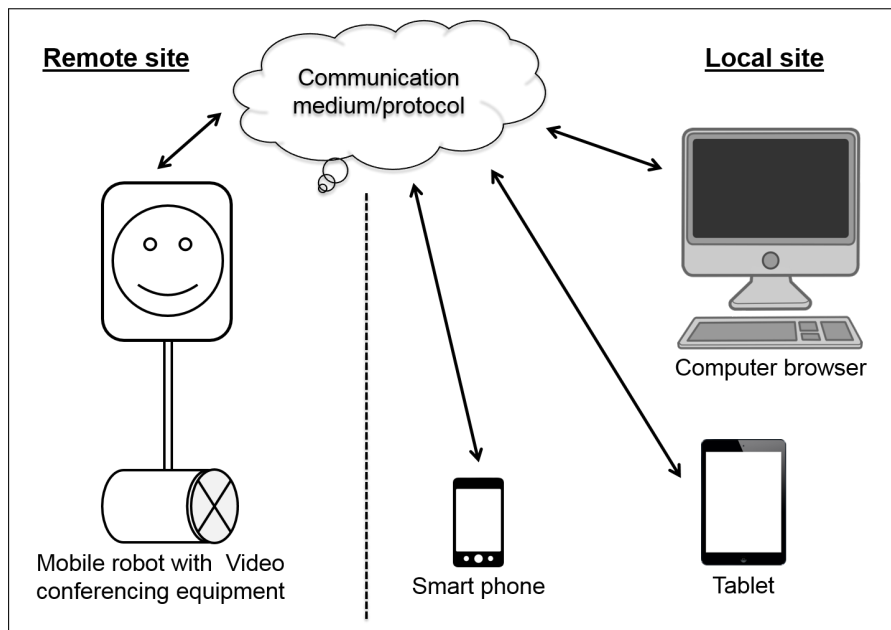 Remote site
Communication
medium/protocol
Local site
Computer browser
Mobile robot with Video
conferencing equipment
Smart phone
Tablet